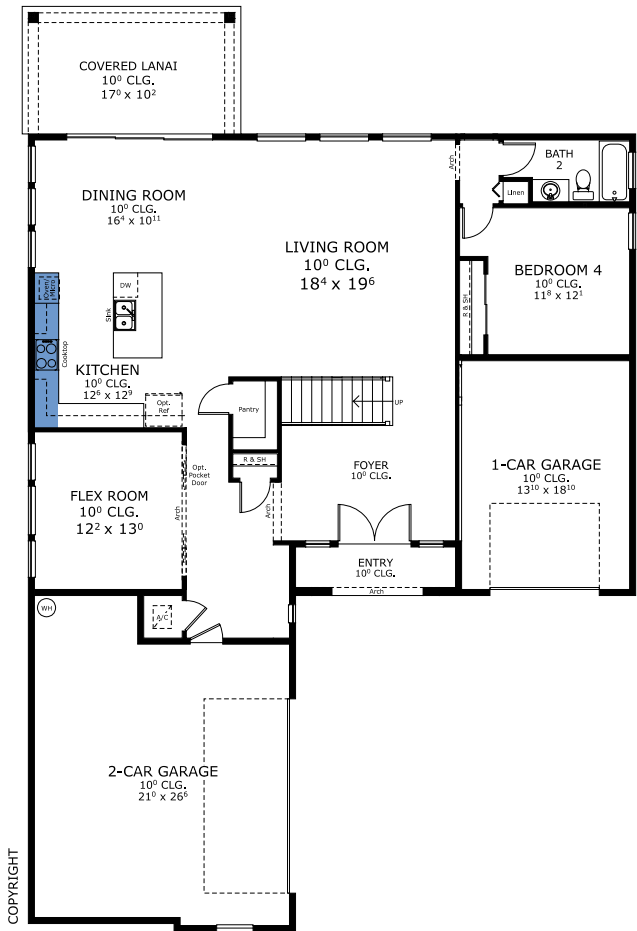 COVERED LANAI
10⁰ CLG.
17⁰ x 10²
BATH
2
Arch
Linen
DINING ROOM
10⁰ CLG.
16⁴ x 10¹¹
LIVING ROOM
10⁰ CLG.
18⁴ x 19⁶
BEDROOM 4
10⁰ CLG.
11⁸ x 12¹
R & SH
Oven/
Micro
DW
Sink
Cooktop
KITCHEN
10⁰ CLG.
12⁶ x 12⁹
Opt.
Ref
Pantry
UP
R & SH
FOYER
10⁰ CLG.
1-CAR GARAGE
10⁰ CLG.
13¹⁰ x 18¹⁰
Opt.
Pocket
Door
FLEX ROOM
10⁰ CLG.
12² x 13⁰
Arch
Arch
ENTRY
10⁰ CLG.
Arch
WH
A/C
2-CAR GARAGE
10⁰ CLG.
21⁰ x 26⁶
COPYRIGHT